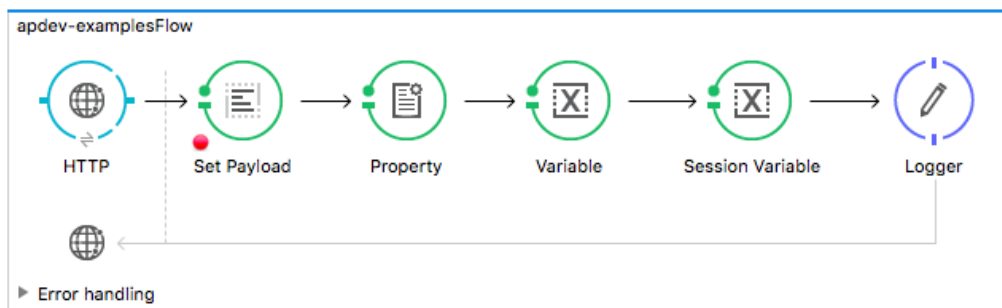 apdev-examplesFlow
HTTP
Set Payload
Property
Variable
Session Variable
Logger
Error handling